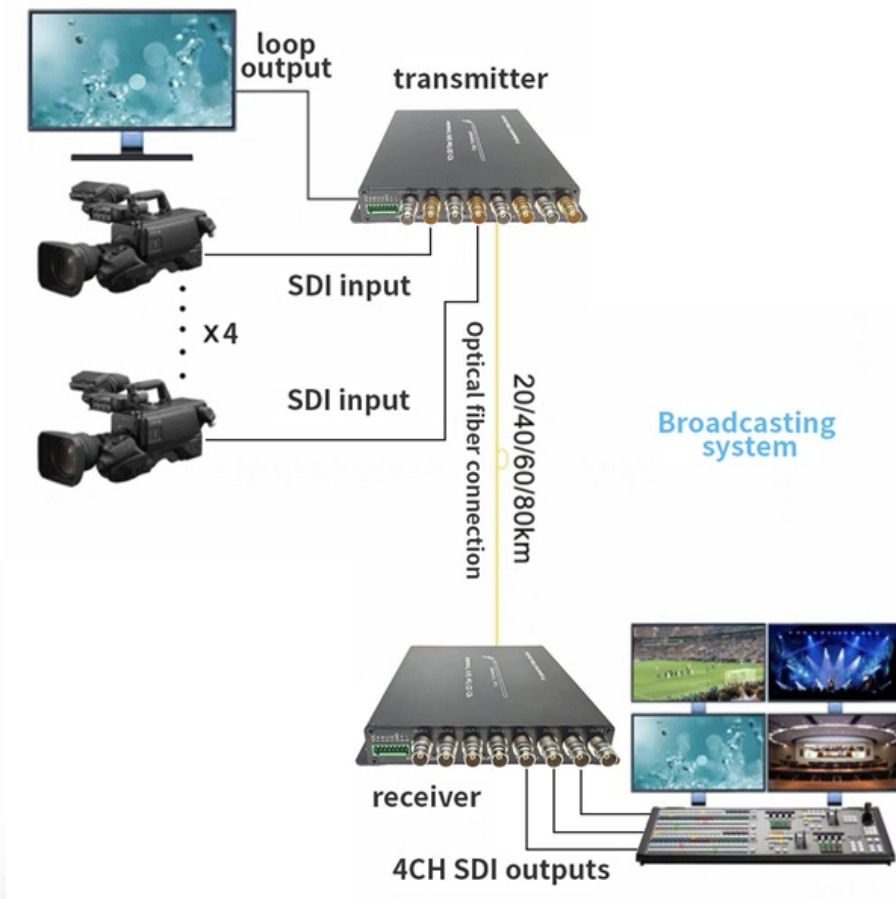 loop
output
transmitter
SDI input
x4
SDI input
Optical fiber connection
20/40/60/80km
Broadcasting
system
receiver
4CH SDI outputs